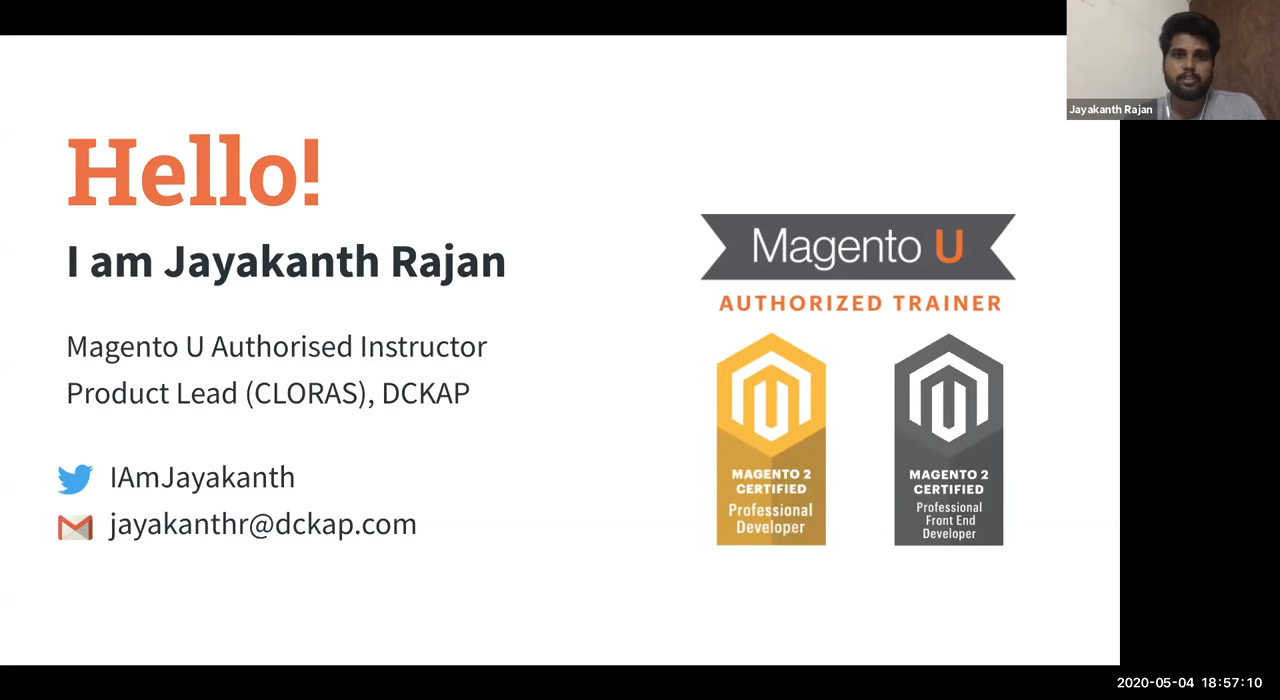 Jayakanth Rajan
Hello!
I am Jayakanth Rajan
Magento U Authorised Instructor
Product Lead (CLORAS), DCKAP
IAmJayakanth
jayakanthr@dckap.com
Magento U
AUTHORIZED TRAINER
MAGENTO 2
CERTIFIED
Professional
Developer
MAGENTO 2
CERTIFIED
Professional
Front End
Developer
2020-05-04 18:57:10